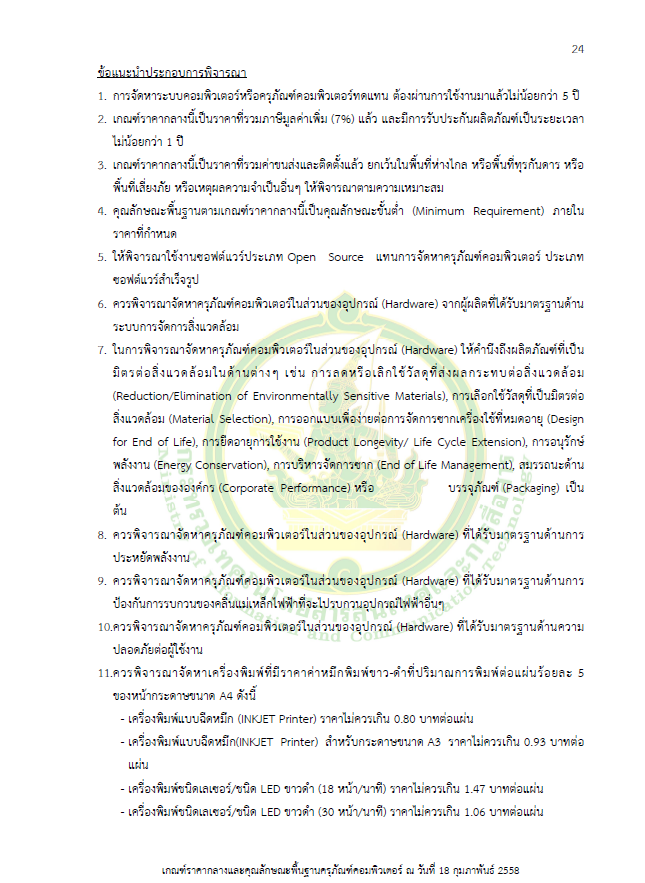 24
ข้อแนะนำประกอบการพิจารณา
1. การจัดหาระบบคอมพิวเตอร์หรือครุภัณฑ์คอมพิวเตอร์ทดแทน ต้องผ่านการใช้งานมาแล้วไม่น้อยกว่า 5 ปี
2. เกณฑ์ราคากลางนี้เป็นราคาที่รวมภาษีมูลค่าเพิ่ม (7%) แล้ว และมีการรับประกันผลิตภัณฑ์เป็นระยะเวลา
ไม่น้อยกว่า 1 ปี
3. เกณฑ์ราคากลางนี้เป็นราคาที่รวมค่าขนส่งและติดตั้งแล้ว ยกเว้นในพื้นที่ห่างไกล หรือพื้นที่ทุรกันดาร หรือ
พื้นที่เสี่ยงภัย หรือเหตุผลความจำเป็นอื่นๆ ให้พิจารณาตามความเหมาะสม
4. คุณลักษณะพื้นฐานตามเกณฑ์ราคากลางนี้เป็นคุณลักษณะขั้นต่ำ (Minimum Requirement) ภายใน
ราคาที่กำหนด
5. ให้พิจารณาใช้งานซอฟต์แวร์ประเภท Open Source แทนการจัดหาครุภัณฑ์คอมพิวเตอร์ ประเภท
ซอฟต์แวร์สำเร็จรูป
6. ควรพิจารณาจัดหาครุภัณฑ์คอมพิวเตอร์ในส่วนของอุปกรณ์ (Hardware) จากผู้ผลิตที่ได้รับมาตรฐานด้าน
ระบบการจัดการสิ่งแวดล้อม
7. ในการพิจารณาจัดหาครุภัณฑ์คอมพิวเตอร์ในส่วนของอุปกรณ์ (Hardware) ให้คำนึงถึงผลิตภัณฑ์ที่เป็น
มิตรต่อสิ่งแวดล้อมในด้านต่างๆ เช่น การลดหรือเลิกใช้วัสดุที่ส่งผลกระทบต่อสิ่งแวดล้อม
(Reduction/Elimination of Environmentally Sensitive Materials), การเลือกใช้วัสดุที่เป็นมิตรต่อ
สิ่งแวดล้อม (Material Selection), การออกแบบเพื่อง่ายต่อการจัดการซากเครื่องใช้ที่หมดอายุ (Design
for End of Life), การยืดอายุการใช้งาน (Product Longevity/ Life Cycle Extension), การอนุรักษ์
พลังงาน (Energy Conservation), การบริหารจัดการซาก (End of Life Management), สมรรถนะด้าน
สิ่งแวดล้อมขององค์กร (Corporate Performance) หรือ บรรจุภัณฑ์ (Packaging) เป็น
ต้น
8. ควรพิจารณาจัดหาครุภัณฑ์คอมพิวเตอร์ในส่วนของอุปกรณ์ (Hardware) ที่ได้รับมาตรฐานด้านการ
ประหยัดพลังงาน
9. ควรพิจารณาจัดหาครุภัณฑ์คอมพิวเตอร์ในส่วนของอุปกรณ์ (Hardware) ที่ได้รับมาตรฐานด้านการ
ป้องกันการรบกวนของคลื่นแม่เหล็กไฟฟ้าที่จะไปรบกวนอุปกรณ์ไฟฟ้าอื่นๆ
10.ควรพิจารณาจัดหาครุภัณฑ์คอมพิวเตอร์ในส่วนของอุปกรณ์ (Hardware) ที่ได้รับมาตรฐานด้านความ
ปลอดภัยต่อผู้ใช้งาน
11.ควรพิจารณาจัดหาเครื่องพิมพ์ที่มีราคาค่าหมึกพิมพ์ขาว-ดำที่ปริมาณการพิมพ์ต่อแผ่นร้อยละ 5
ของหน้ากระดาษขนาด A4 ดังนี้
- เครื่องพิมพ์แบบฉีดหมึก (INKJET Printer) ราคาไม่ควรเกิน 0.80 บาทต่อแผ่น
- เครื่องพิมพ์แบบฉีดหมึก(INKJET Printer) สำหรับกระดาษขนาด A3 ราคาไม่ควรเกิน 0.93 บาทต่อ
แผ่น
- เครื่องพิมพ์ชนิดเลเซอร์/ชนิด LED ขาวดำ (18 หน้า/นาที) ราคาไม่ควรเกิน 1.47 บาทต่อแผ่น
- เครื่องพิมพ์ชนิดเลเซอร์/ชนิด LED ขาวดำ (30 หน้า/นาที) ราคาไม่ควรเกิน 1.06 บาทต่อแผ่น
กระทรวงเทคโนโลยีสารสนเทศและการสื่อสาร
Ministry of Information and Communication Technology
เกณฑ์ราคากลางและคุณลักษณะพื้นฐานครุภัณฑ์คอมพิวเตอร์ ณ วันที่ 18 กุมภาพันธ์ 2558